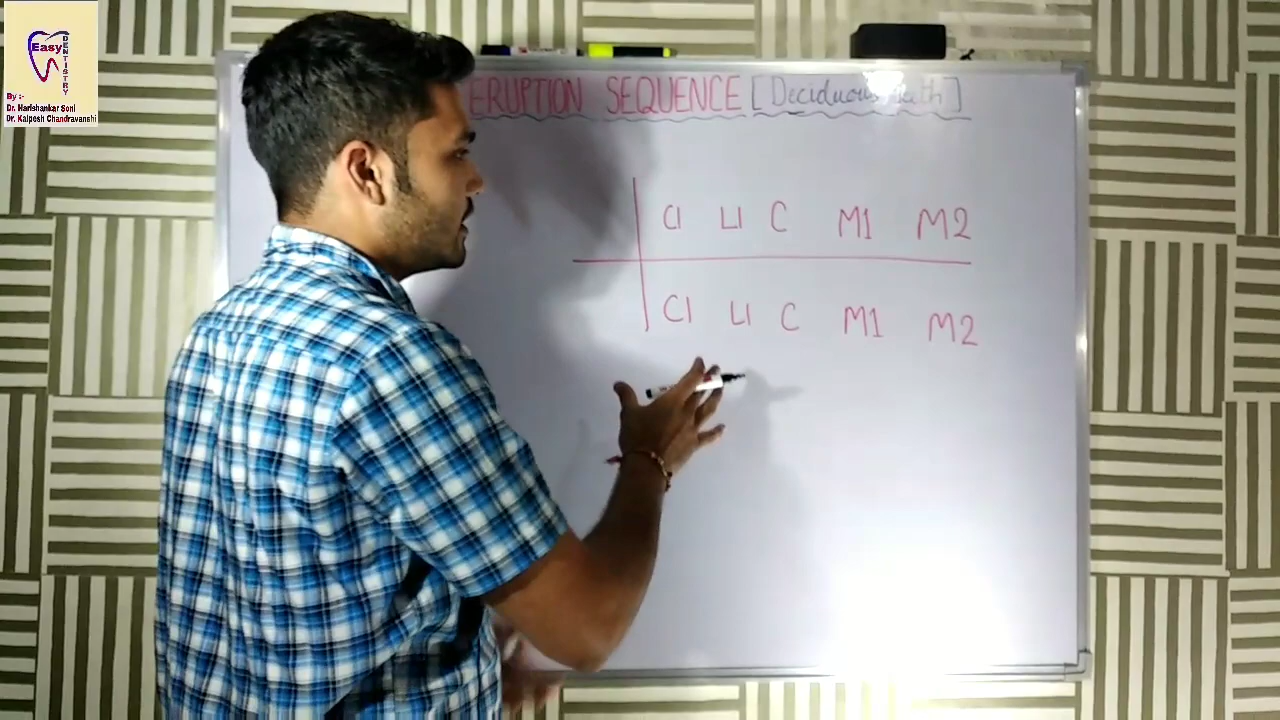 Easy
DENTISTRY
By :-
Dr. Harishankar Soni
Dr. Kalpesh Chandravanshi
ERUPTION SEQUENCE [Deciduous Teeth]
CI LI C M1 M2
CI LI C M1 M2